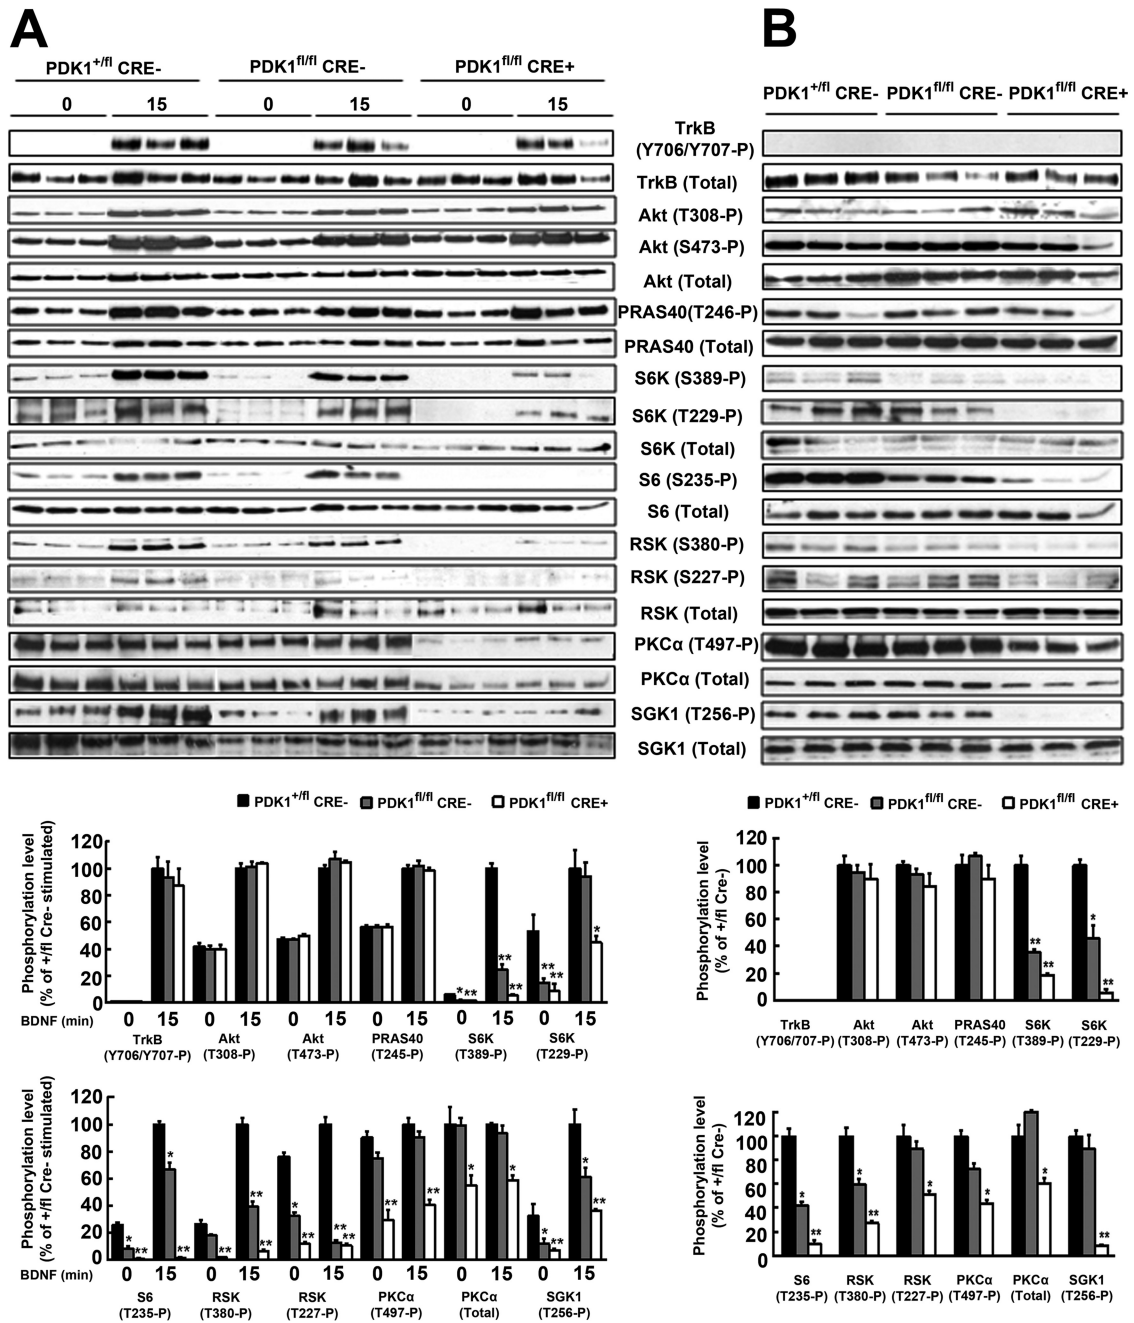 A
B
PDK1+/fl CRE- PDK1fl/fl CRE- PDK1fl/fl CRE+
0 15 0 15 0 15
PDK1+/fl CRE- PDK1fl/fl CRE- PDK1fl/fl CRE+
TrkB
(Y706/Y707-P)
TrkB (Total)
Akt (T308-P)
Akt (S473-P)
Akt (Total)
PRAS40(T246-P)
PRAS40 (Total)
S6K (S389-P)
S6K (T229-P)
S6K (Total)
S6 (S235-P)
S6 (Total)
RSK (S380-P)
RSK (S227-P)
RSK (Total)
PKCα (T497-P)
PKCα (Total)
SGK1 (T256-P)
SGK1 (Total)
PDK1+/fl CRE- PDK1fl/fl CRE- PDK1fl/fl CRE+
Phosphorylation level
(% of +/fl Cre- stimulated)
120
100
80
60
40
20
0
* ** ** ** ** ** *
BDNF (min) 0 15 0 15 0 15 0 15 0 15 0 15
TrkB Akt Akt PRAS40 S6K S6K
(Y706/Y707-P) (T308-P) (T473-P) (T245-P) (T389-P) (T229-P)
Phosphorylation level
(% of +/fl Cre- stimulated)
120
100
80
60
40
20
0
* ** * ** ** ** ** * ** ** ** ** ** * * * ** * **
BDNF (min) 0 15 0 15 0 15 0 15 0 15 0 15
S6 RSK RSK PKCα PKCα SGK1
(T235-P) (T380-P) (T227-P) (T497-P) (Total) (T256-P)
PDK1+/fl CRE- PDK1fl/fl CRE- PDK1fl/fl CRE+
Phosphorylation level
(% of +/fl Cre-)
120
100
80
60
40
20
0
** ** * **
TrkB Akt Akt PRAS40 S6K S6K
(Y706/707-P) (T308-P) (T473-P) (T245-P) (T389-P) (T229-P)
Phosphorylation level
(% of +/fl Cre-)
120
100
80
60
40
20
0
* ** * ** * * * **
S6 RSK RSK PKCα PKCα SGK1
(T235-P) (T380-P) (T227-P) (T497-P) (Total) (T256-P)